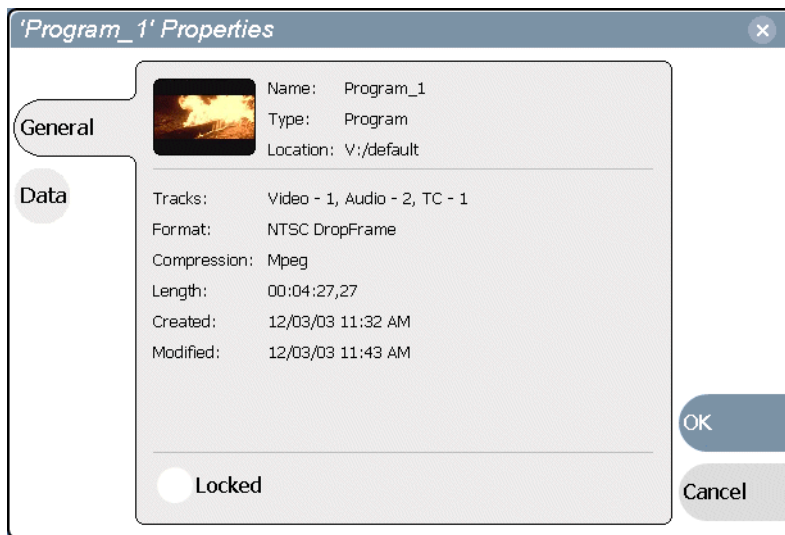 'Program_1' Properties
General
Data
Name: Program_1
Type: Program
Location: V:/default
Tracks: Video - 1, Audio - 2, TC - 1
Format: NTSC DropFrame
Compression: Mpeg
Length: 00:04:27,27
Created: 12/03/03 11:32 AM
Modified: 12/03/03 11:43 AM
Locked
OK
Cancel